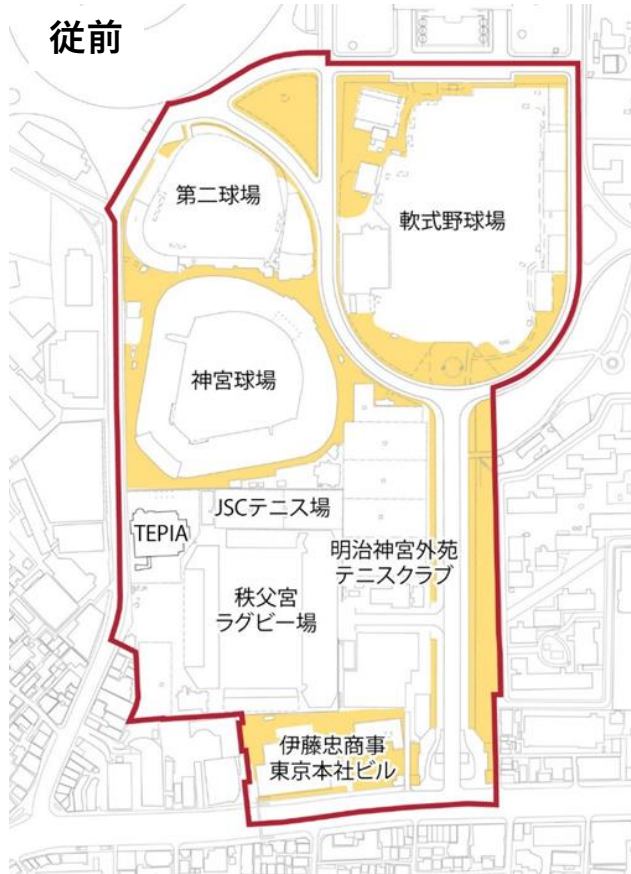 従前
第二球場
軟式野球場
神宮球場
JSCテニス場
TEPIA
明治神宮外苑
テニスクラブ
秩父宮
ラグビー場
伊藤忠商事
東京本社ビル